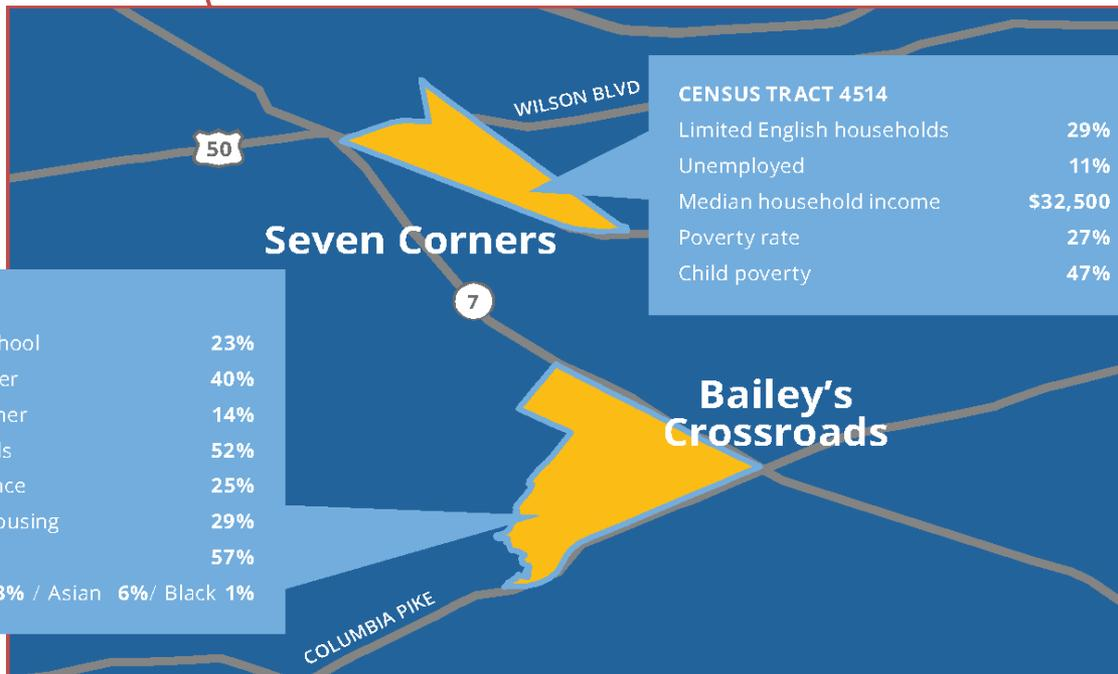 WILSON BLVD
50
CENSUS TRACT 4514
Limited English households 29%
Unemployed 11%
Median household income $32,500
Poverty rate 27%
Child poverty 47%
Seven Corners
7
hool 23%
er 40%
ner 14%
ls 52%
nce 25%
ousing 29%
57%
3% / Asian 6%/ Black 1%
Bailey’s
Crossroads
COLUMBIA PIKE